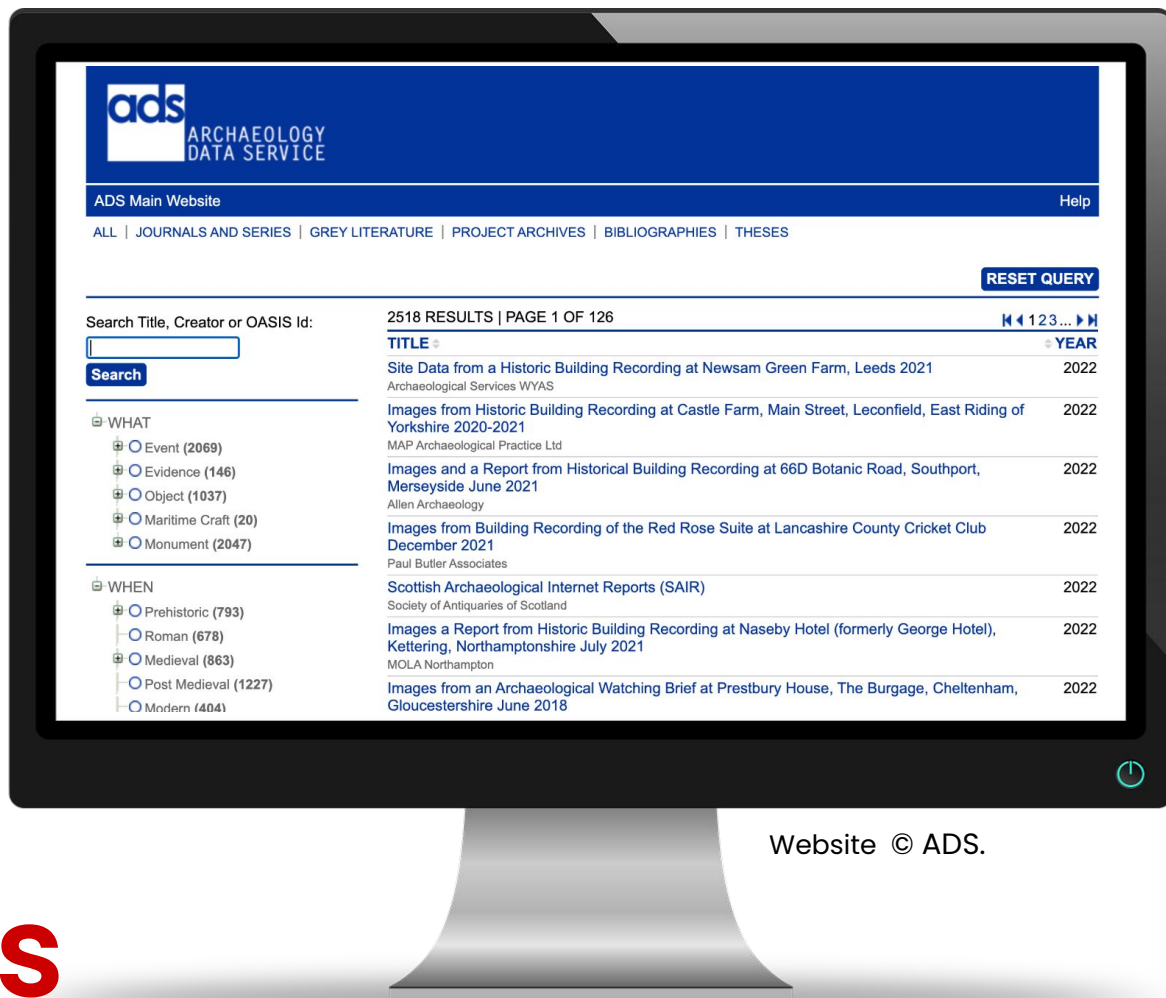 ads
ARCHAEOLOGY
DATA SERVICE
ADS Main Website
Help
ALL | JOURNALS AND SERIES | GREY LITERATURE | PROJECT ARCHIVES | BIBLIOGRAPHIES | THESES
RESET QUERY
Search Title, Creator or OASIS Id:
Search
WHAT
Event (2069)
Evidence (146)
Object (1037)
Maritime Craft (20)
Monument (2047)
WHEN
Prehistoric (793)
Roman (678)
Medieval (863)
Post Medieval (1227)
Modern (404)
2518 RESULTS | PAGE 1 OF 126
1 2 3 ...
TITLE
YEAR
Site Data from a Historic Building Recording at Newsam Green Farm, Leeds 2021
2022
Archaeological Services WYAS
Images from Historic Building Recording at Castle Farm, Main Street, Leconfield, East Riding of
2022
Yorkshire 2020-2021
MAP Archaeological Practice Ltd
Images and a Report from Historical Building Recording at 66D Botanic Road, Southport,
2022
Merseyside June 2021
Allen Archaeology
Images from Building Recording of the Red Rose Suite at Lancashire County Cricket Club
2022
December 2021
Paul Butler Associates
Scottish Archaeological Internet Reports (SAIR)
2022
Society of Antiquaries of Scotland
Images a Report from Historic Building Recording at Naseby Hotel (formerly George Hotel),
2022
Kettering, Northamptonshire July 2021
MOLA Northampton
Images from an Archaeological Watching Brief at Prestbury House, The Burgage, Cheltenham,
2022
Gloucestershire June 2018
Website © ADS.
s